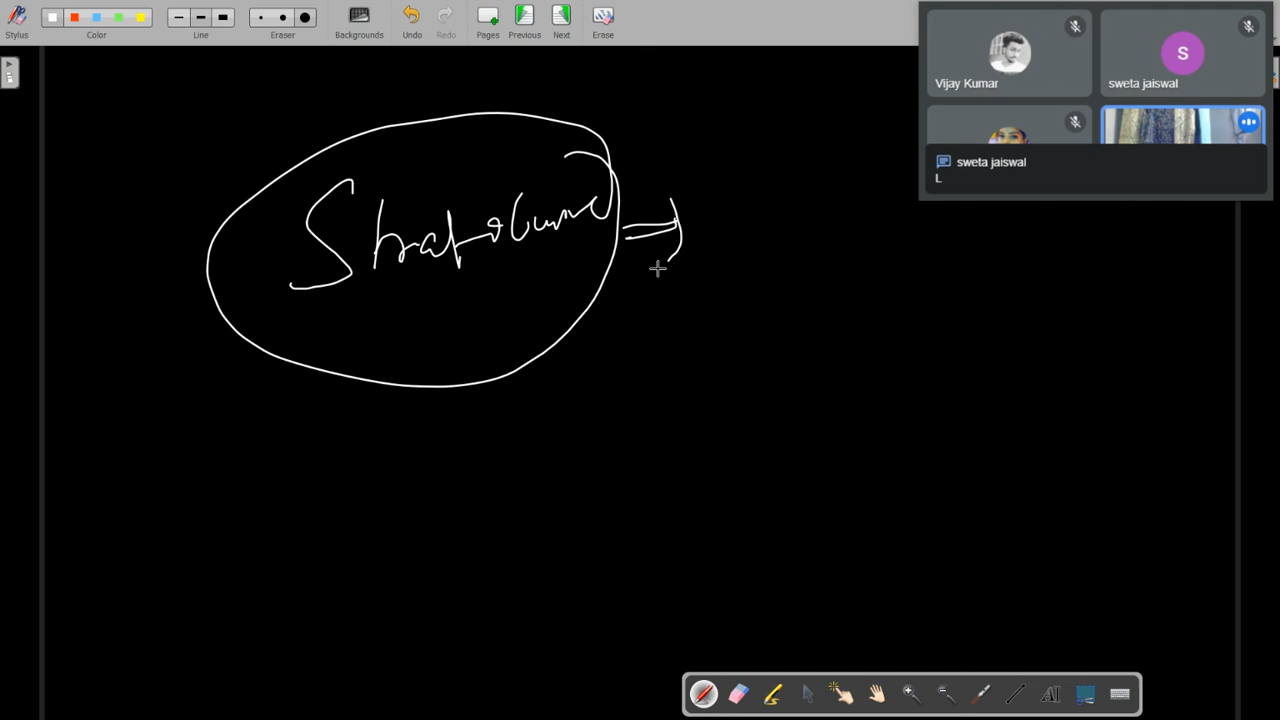 Stylus
Color
Line
Eraser
Backgrounds
Undo
Redo
Pages
Previous
Next
Erase
Vijay Kumar
S
sweta jaiswal
sweta jaiswal
L